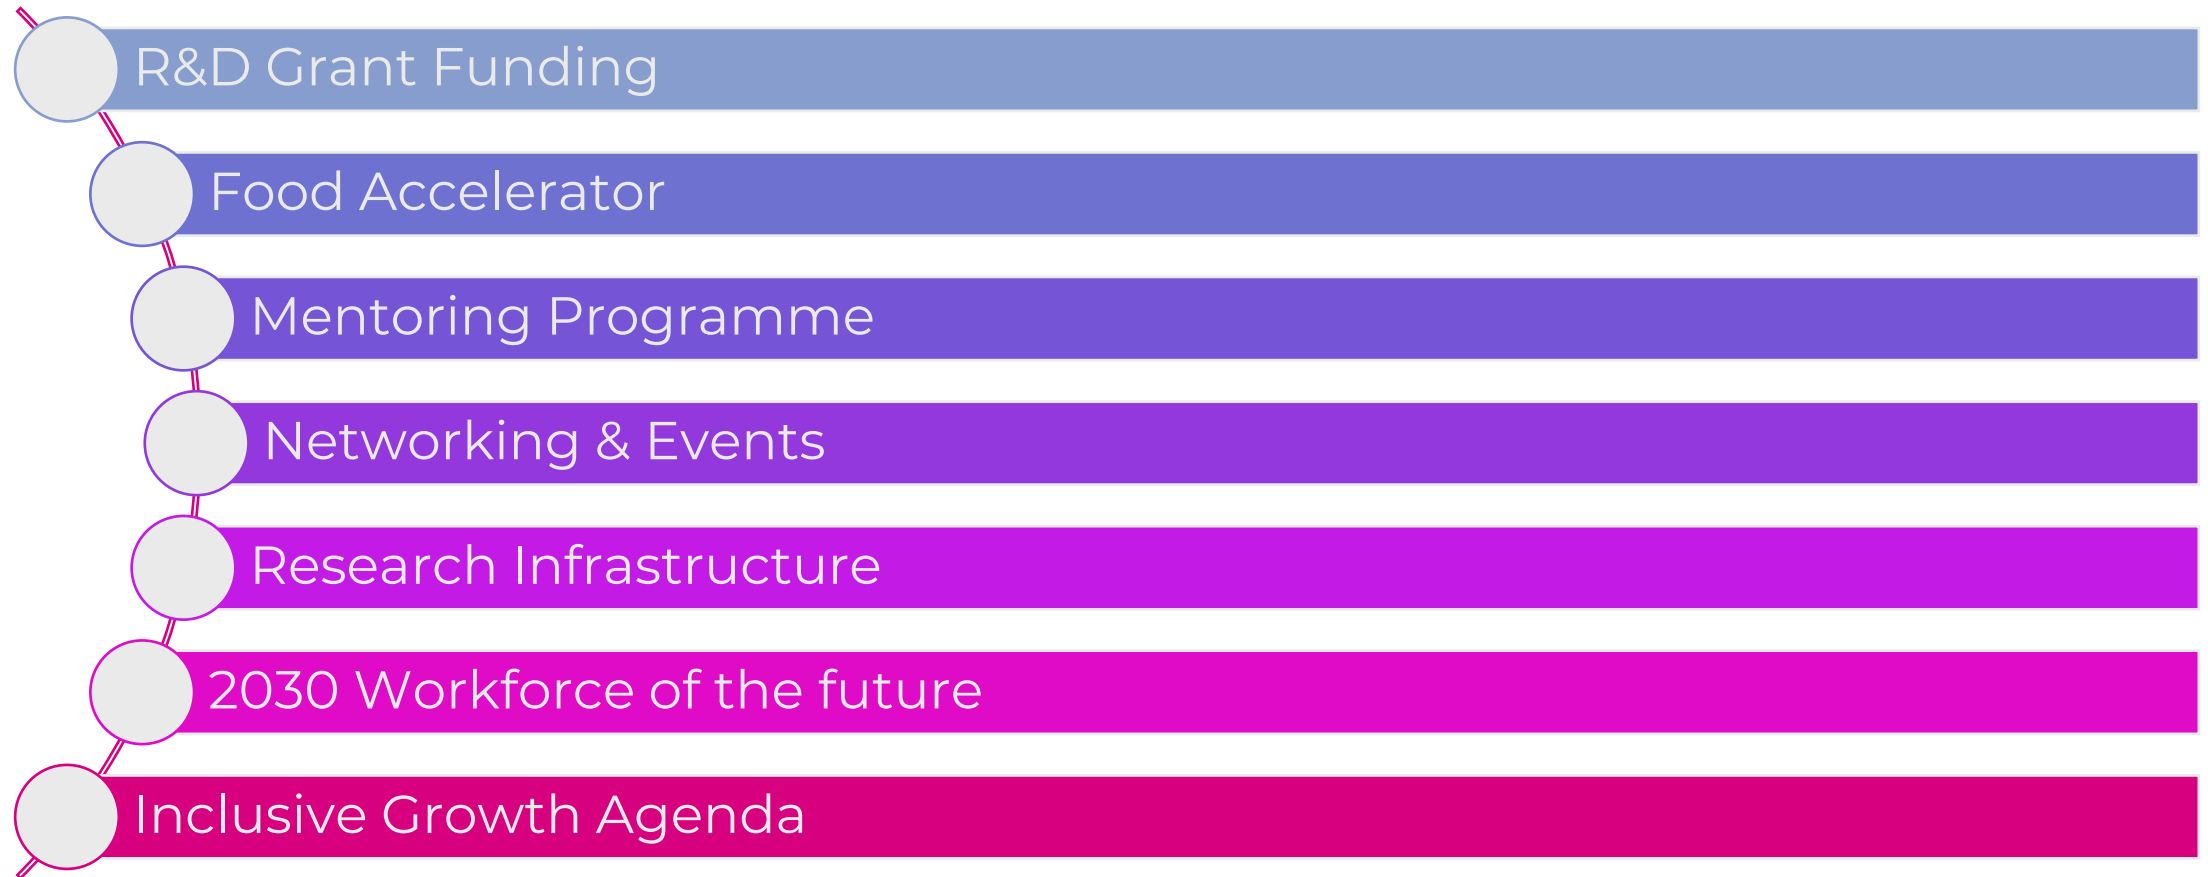 R&D Grant Funding
Food Accelerator
Mentoring Programme
Networking & Events
Research Infrastructure
2030 Workforce of the future
Inclusive Growth Agenda